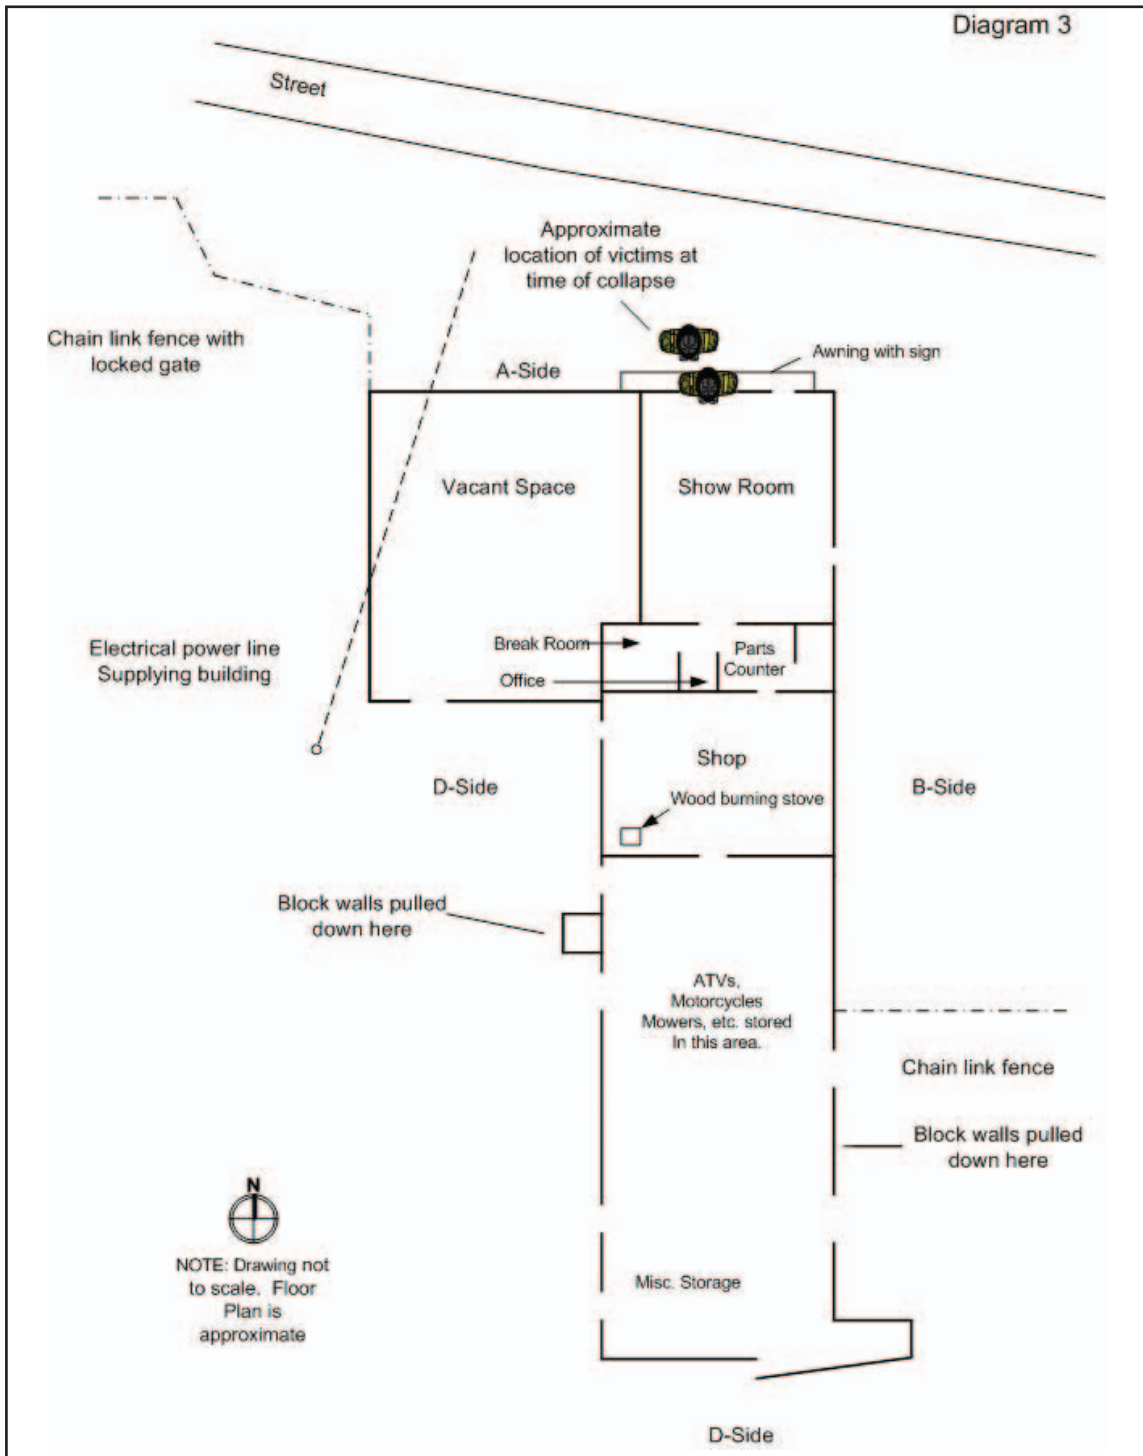 Diagram 3
Street
Approximate
location of victims at
time of collapse
Chain link fence with
locked gate
A-Side
Awning with sign
Vacant Space
Show Room
Electrical power line
Supplying building
Break Room
Parts
Counter
Office
Shop
D-Side
B-Side
Wood burning stove
Block walls pulled
down here
ATVs,
Motorcycles
Mowers, etc. stored
In this area.
Chain link fence
Block walls pulled
down here
N
NOTE: Drawing not
to scale. Floor
Plan is
approximate
Misc. Storage
D-Side